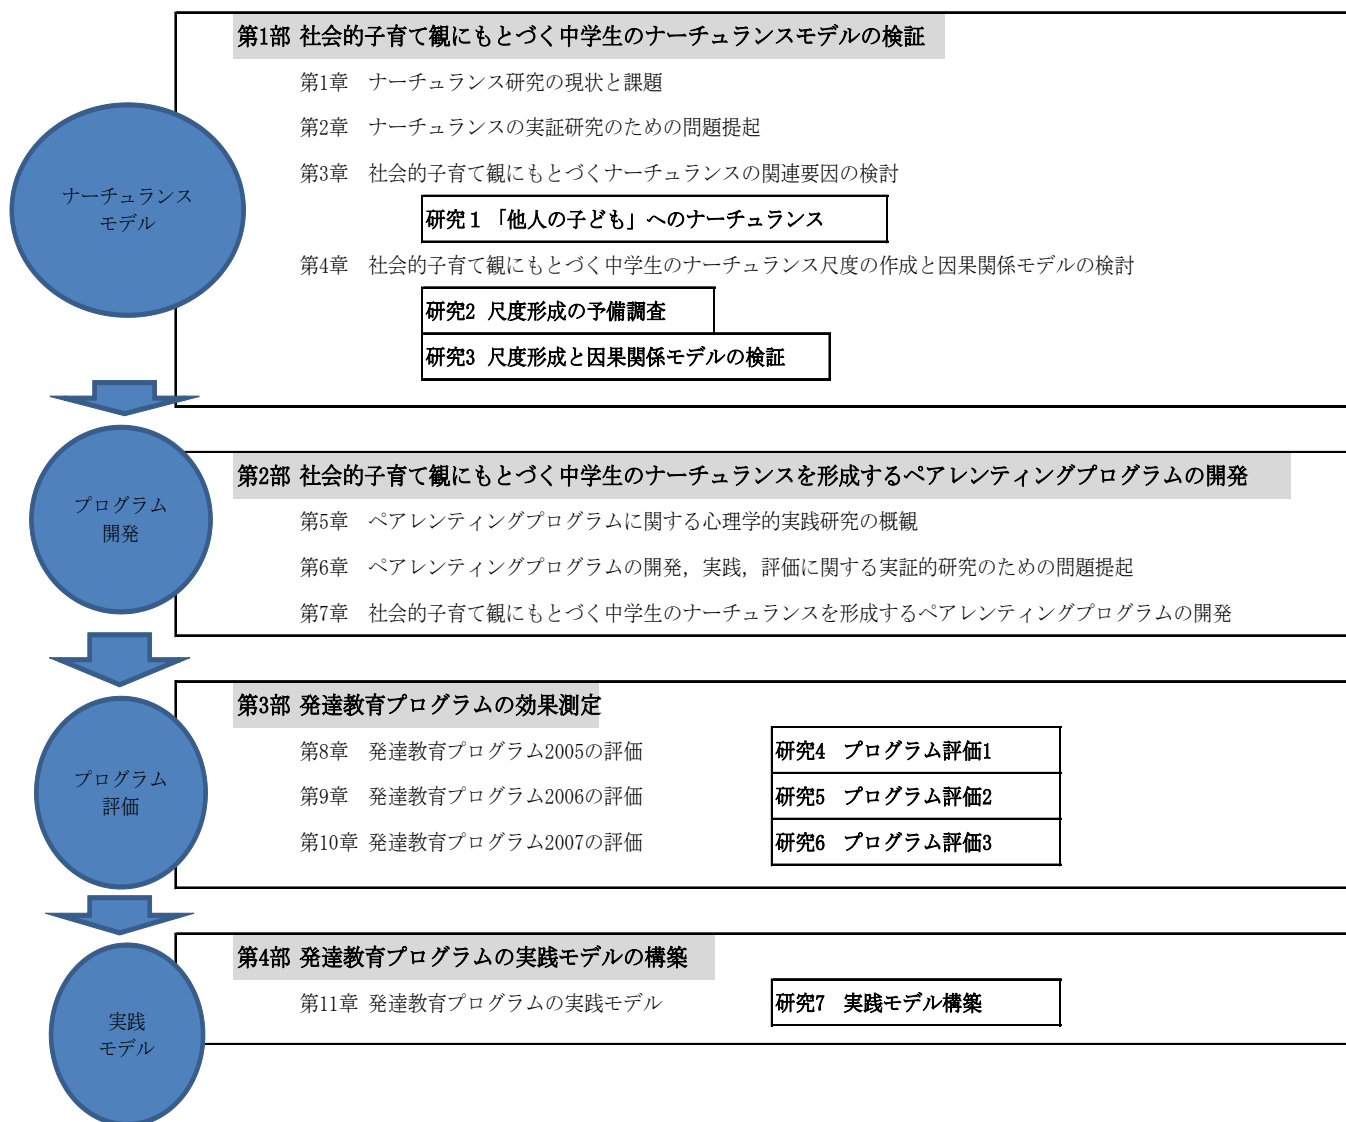 第1部 社会的子育て観にもとづく中学生のナーチュランスモデルの検証
第1章 ナーチュランス研究の現状と課題
第2章 ナーチュランスの実証研究のための問題提起
第3章 社会的子育て観にもとづくナーチュランスの関連要因の検討
研究１ 「他人の子ども」へのナーチュランス
第4章 社会的子育て観にもとづく中学生のナーチュランス尺度の作成と因果関係モデルの検討
研究2 尺度形成の予備調査
研究3 尺度形成と因果関係モデルの検証
ナーチュランス
モデル
第2部 社会的子育て観にもとづく中学生のナーチュランスを形成するペアレンティングプログラムの開発
第5章 ペアレンティングプログラムに関する心理学的実践研究の概観
第6章 ペアレンティングプログラムの開発，実践，評価に関する実証的研究のための問題提起
第7章 社会的子育て観にもとづく中学生のナーチュランスを形成するペアレンティングプログラムの開発
プログラム
開発
第3部 発達教育プログラムの効果測定
第8章 発達教育プログラム2005の評価 研究4 プログラム評価1
第9章 発達教育プログラム2006の評価 研究5 プログラム評価2
第10章 発達教育プログラム2007の評価 研究6 プログラム評価3
プログラム
評価
第4部 発達教育プログラムの実践モデルの構築
第11章 発達教育プログラムの実践モデル 研究7 実践モデル構築
実践
モデル